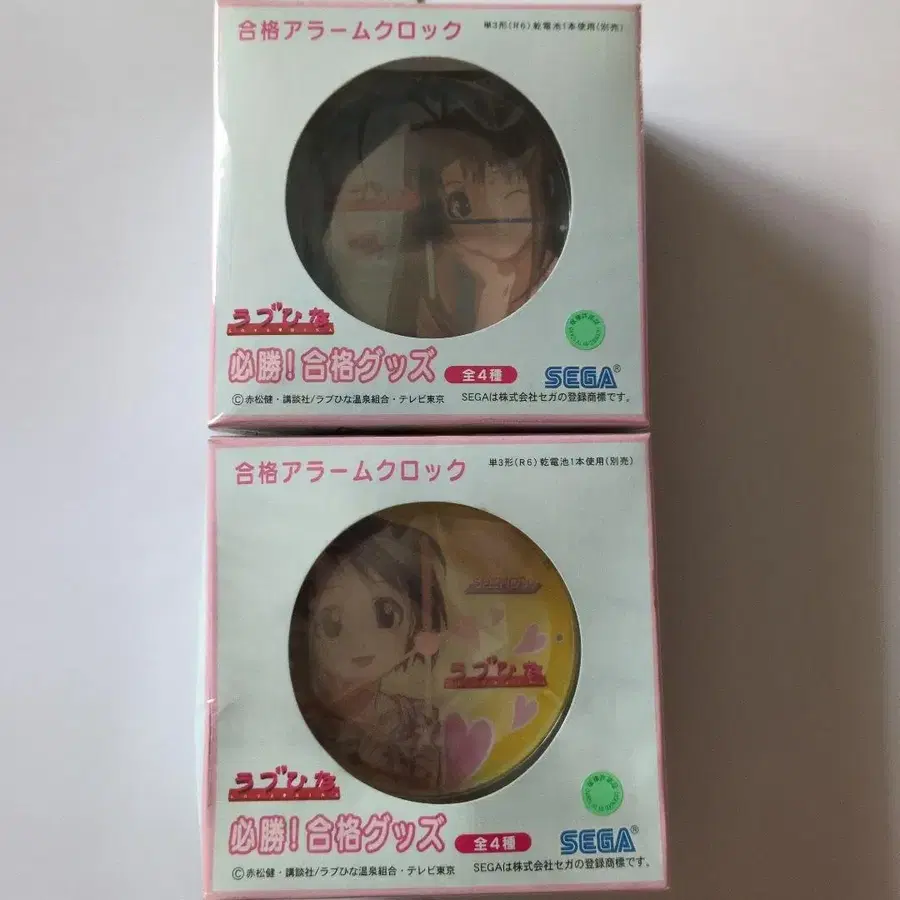 合格アラームクロック
単3形(R6)乾電池1本使用(別売)
ラブひな
必勝!合格グッズ
全4種
SEGA®
©赤松健・講談社/ラブひな温泉組合・テレビ東京
SEGAは株式会社セガの登録商標です。
合格アラームクロック
単3形(R6)乾電池1本使用(別売)
ラブひな
ラブひな
必勝!合格グッズ
全4種
SEGA®
©赤松健・講談社/ラブひな温泉組合・テレビ東京
SEGAは株式会社セガの登録商標です。